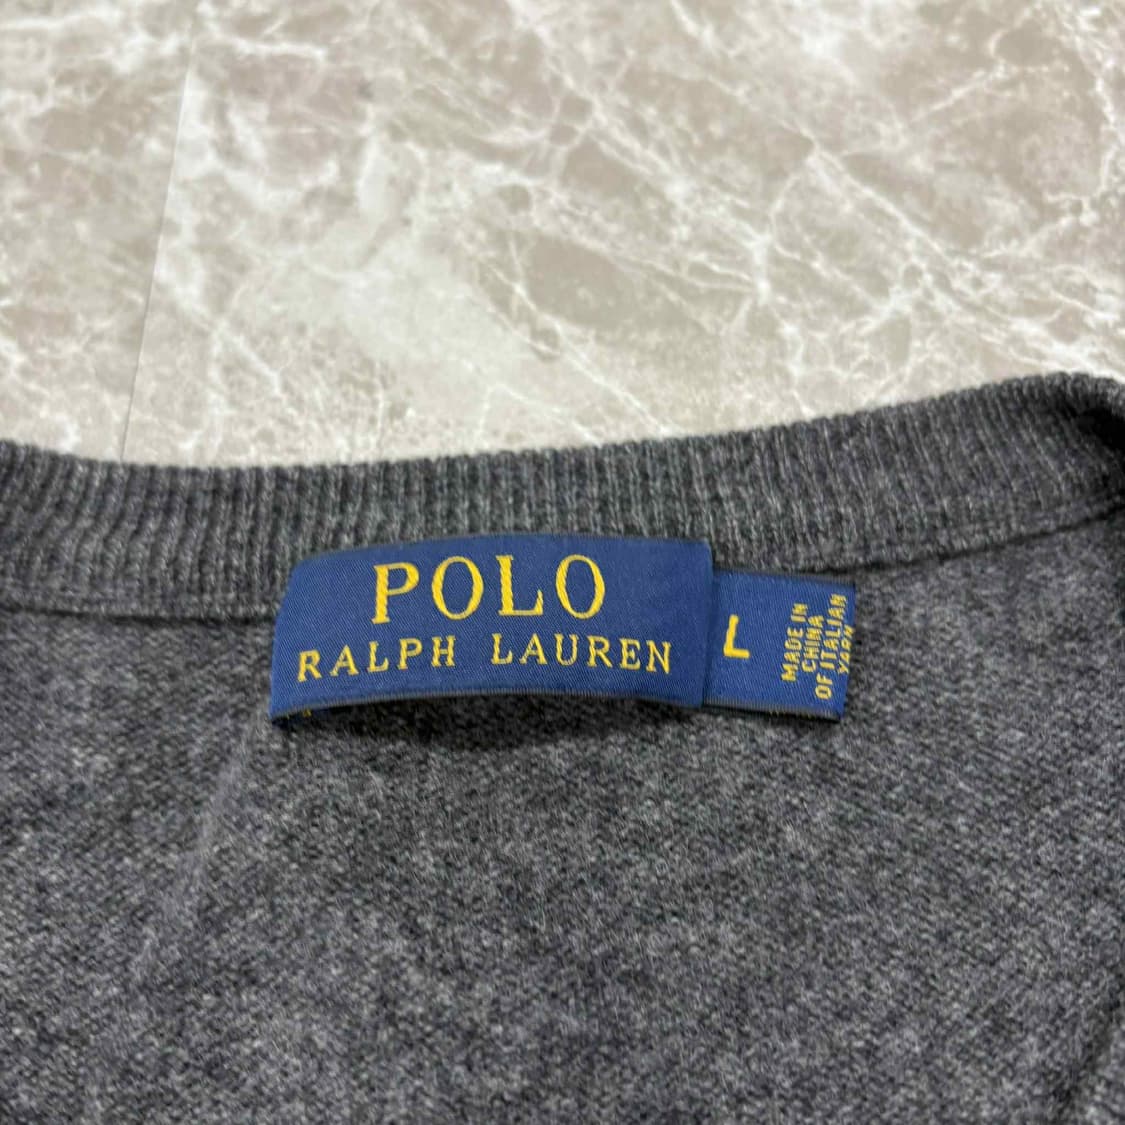 POLO
RALPH LAUREN
L
MADE IN
CHINA
OF ITALIAN
YARN